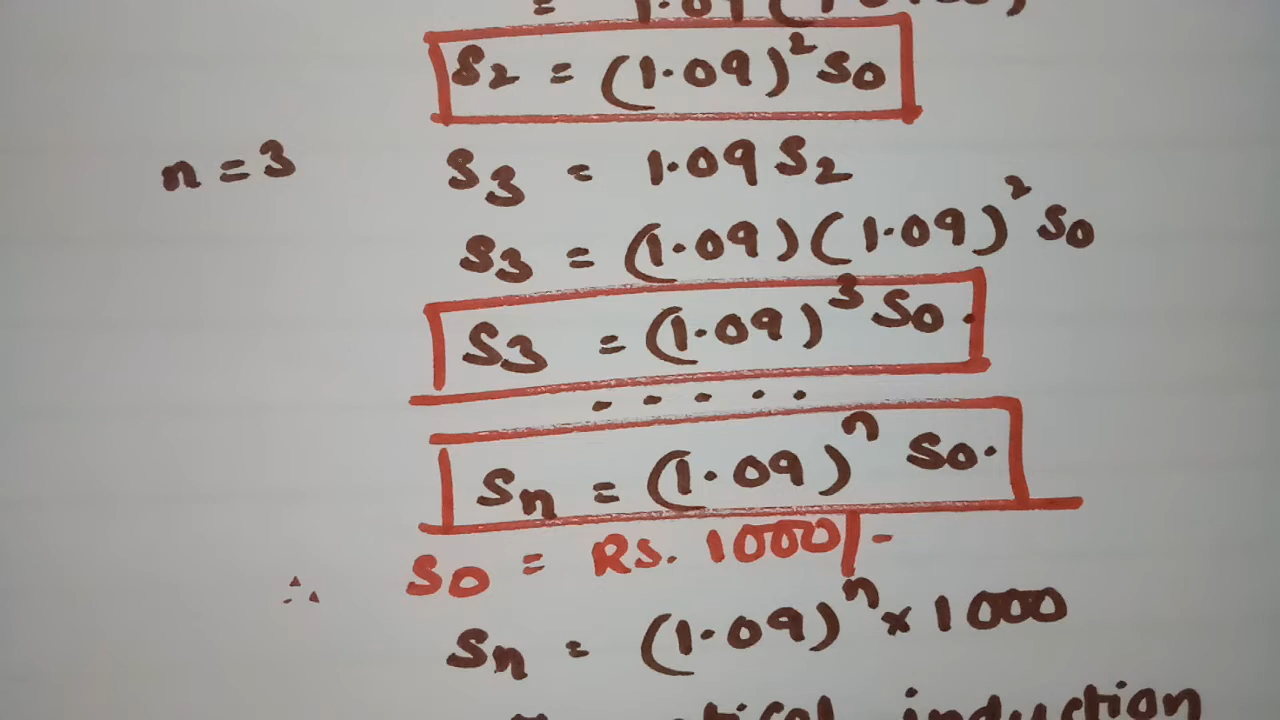 S2 = (1.09)² S0
n = 3 S3 = 1.09 S2
S3 = (1.09)(1.09)² S0
S3 = (1.09)³ S0.
. . . . .
Sn = (1.09)ⁿ S0.
∴ S0 = Rs. 1000/-
Sn = (1.09)ⁿ × 1000
induction